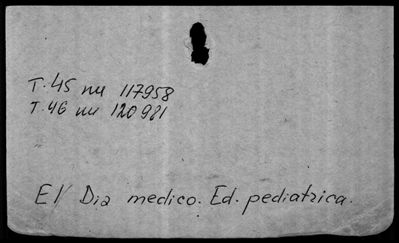 T.45 nu 117958
T.46 nu 120981
El Dia medico. Ed. pediatrica.